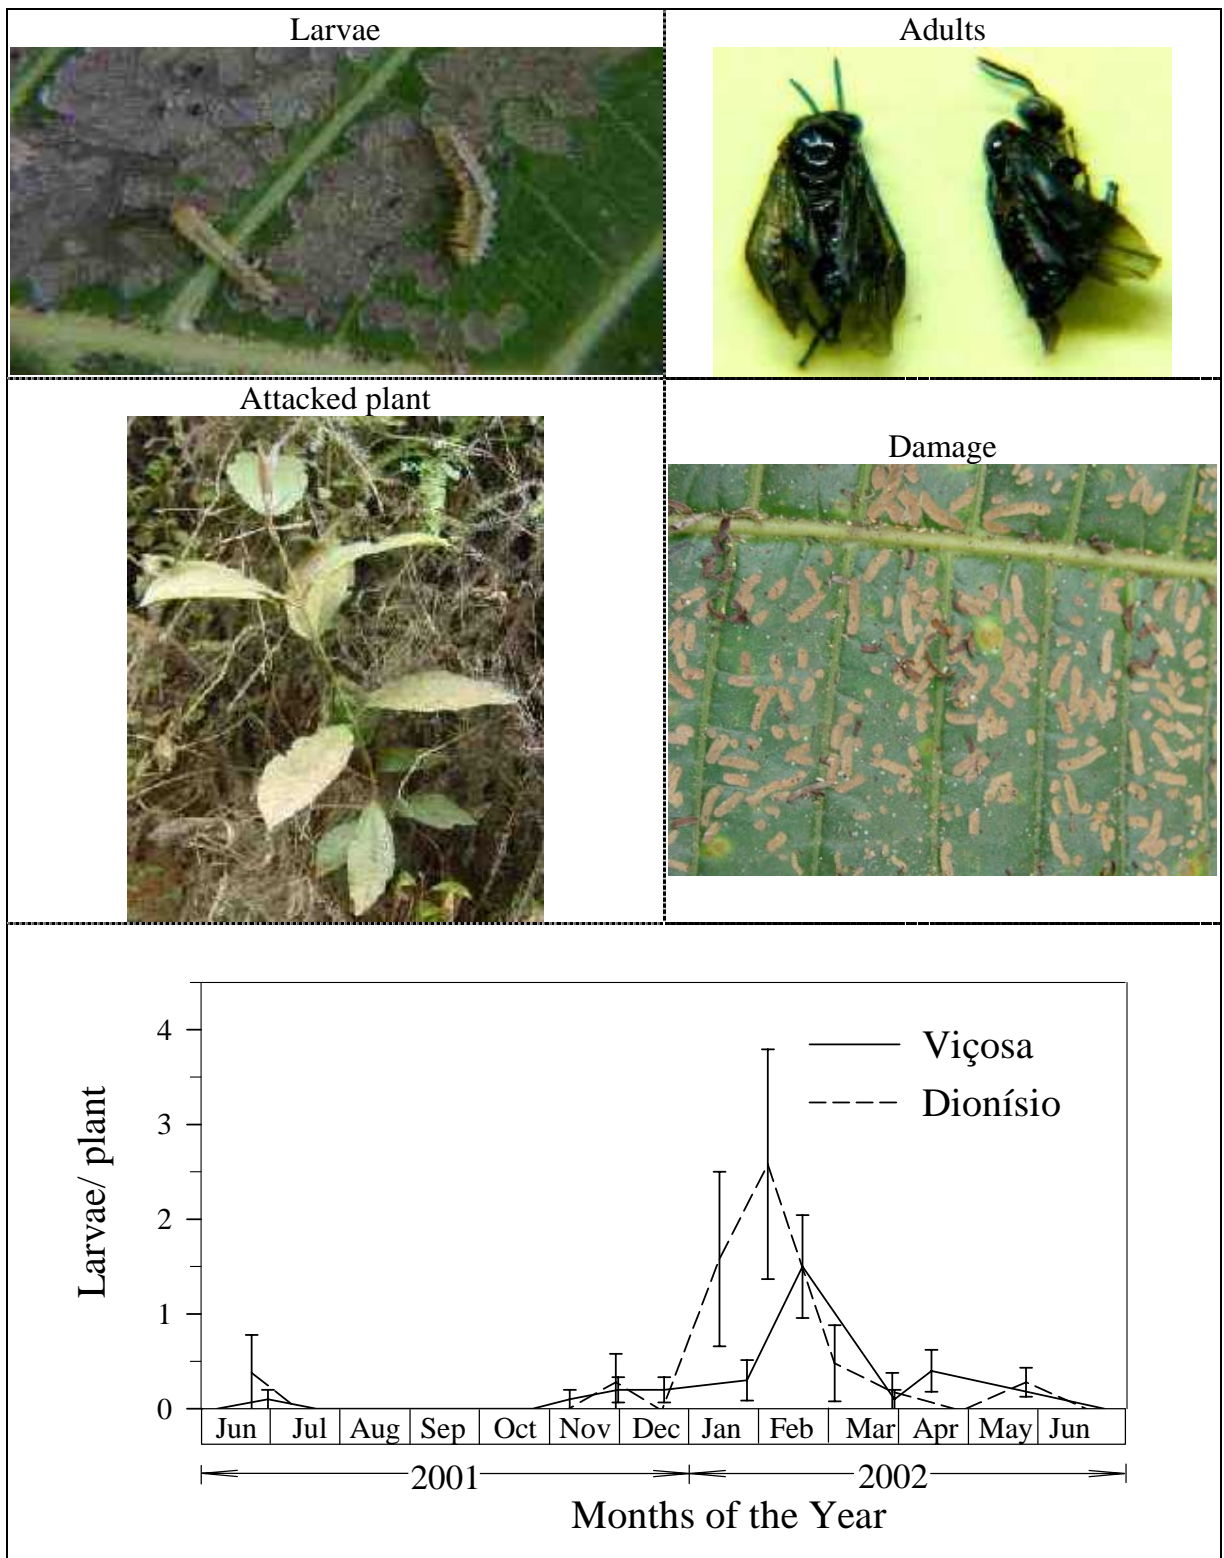 Larvae
Adults
Attacked plant
Damage
4
3
2
1
0
Larvae/ plant
Viçosa
Dionísio
Jun Jul Aug Sep Oct Nov Dec Jan Feb Mar Apr May Jun
2001 2002
Months of the Year